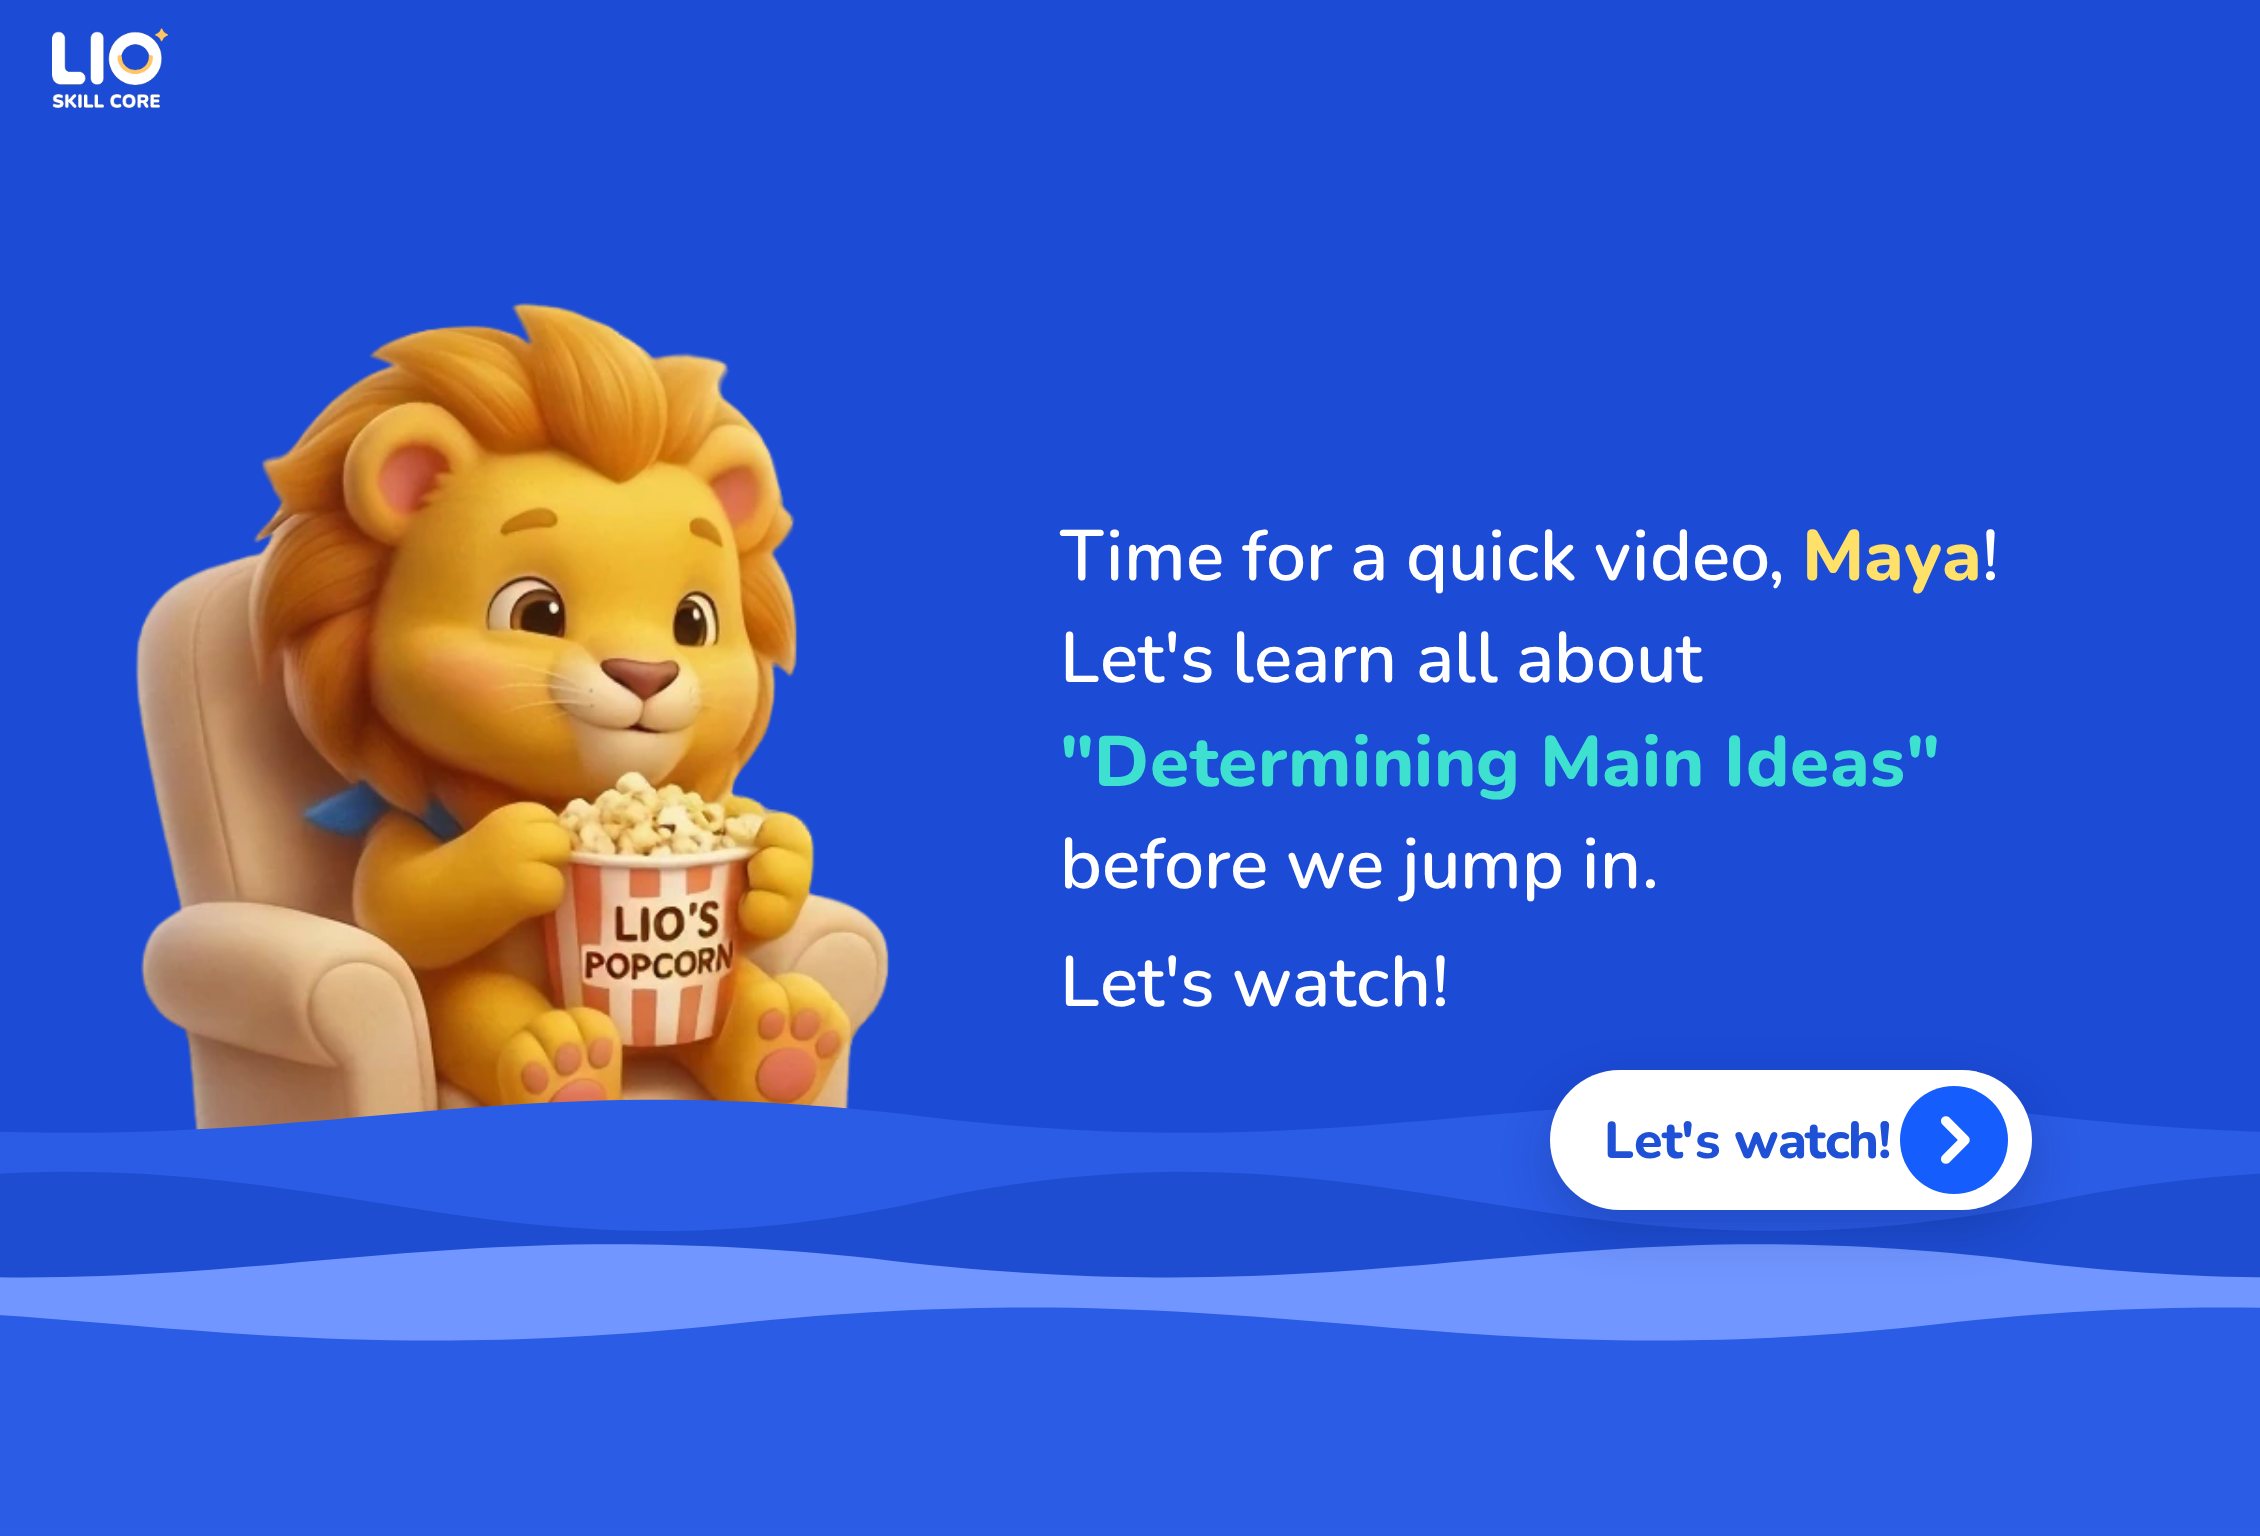 LIO
SKILL CORE
Time for a quick video, Maya!
Let's learn all about
"Determining Main Ideas"
before we jump in.
Let's watch!
LIO'S
POPCORN
Let's watch!